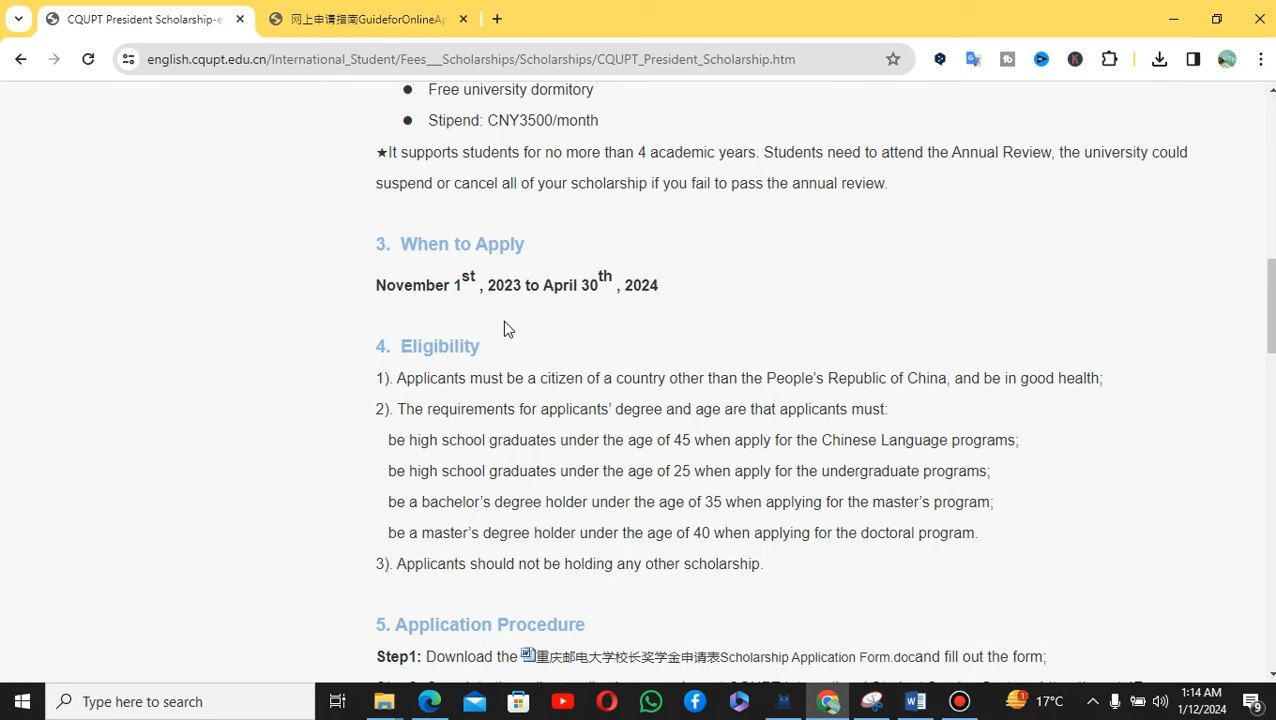 CQUPT President Scholarship-e
网上申请指南GuideforOnlineAp
english.cqupt.edu.cn/International_Student/Fees___Scholarships/Scholarships/CQUPT_President_Scholarship.htm
● Free university dormitory
● Stipend: CNY3500/month
★It supports students for no more than 4 academic years. Students need to attend the Annual Review, the university could
suspend or cancel all of your scholarship if you fail to pass the annual review.
3. When to Apply
November 1st , 2023 to April 30th , 2024
4. Eligibility
1). Applicants must be a citizen of a country other than the People's Republic of China, and be in good health;
2). The requirements for applicants' degree and age are that applicants must:
be high school graduates under the age of 45 when apply for the Chinese Language programs;
be high school graduates under the age of 25 when apply for the undergraduate programs;
be a bachelor's degree holder under the age of 35 when applying for the master's program;
be a master's degree holder under the age of 40 when applying for the doctoral program.
3). Applicants should not be holding any other scholarship.
5. Application Procedure
Step1: Download the 重庆邮电大学校长奖学金申请表Scholarship Application Form.docand fill out the form;
Type here to search
17°C
1:14 AM
1/12/2024
9